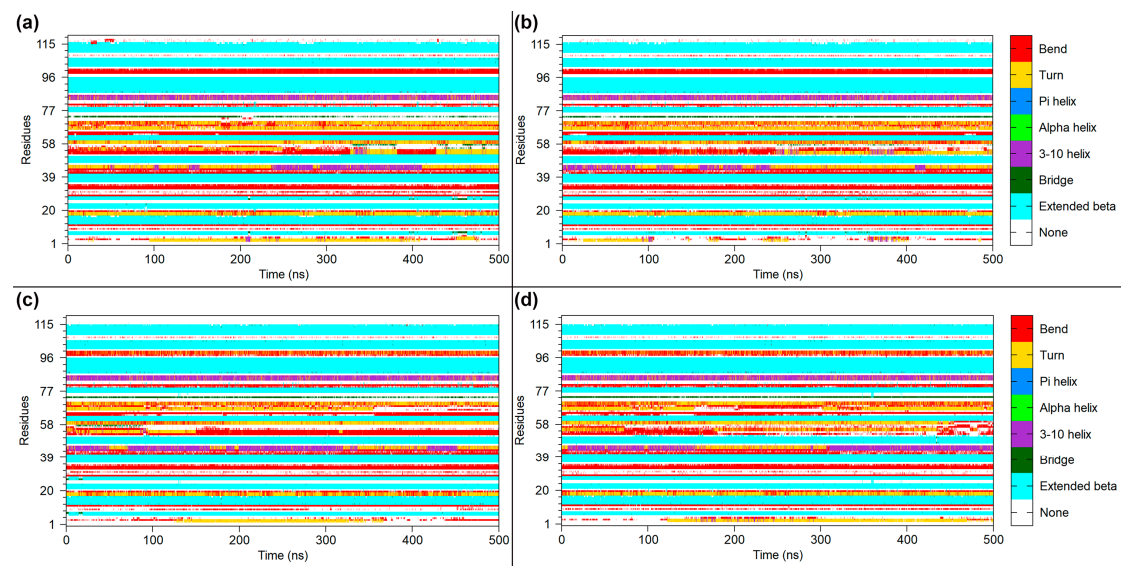 (a)
(b)
115
96
77
58
39
20
1
Residues
0
100
200
300
400
500
Time (ns)
115
96
77
58
39
20
1
Residues
0
100
200
300
400
500
Time (ns)
Bend
Turn
Pi helix
Alpha helix
3-10 helix
Bridge
Extended beta
None
(c)
(d)
115
96
77
58
39
20
1
Residues
0
100
200
300
400
500
Time (ns)
115
96
77
58
39
20
1
Residues
0
100
200
300
400
500
Time (ns)
Bend
Turn
Pi helix
Alpha helix
3-10 helix
Bridge
Extended beta
None